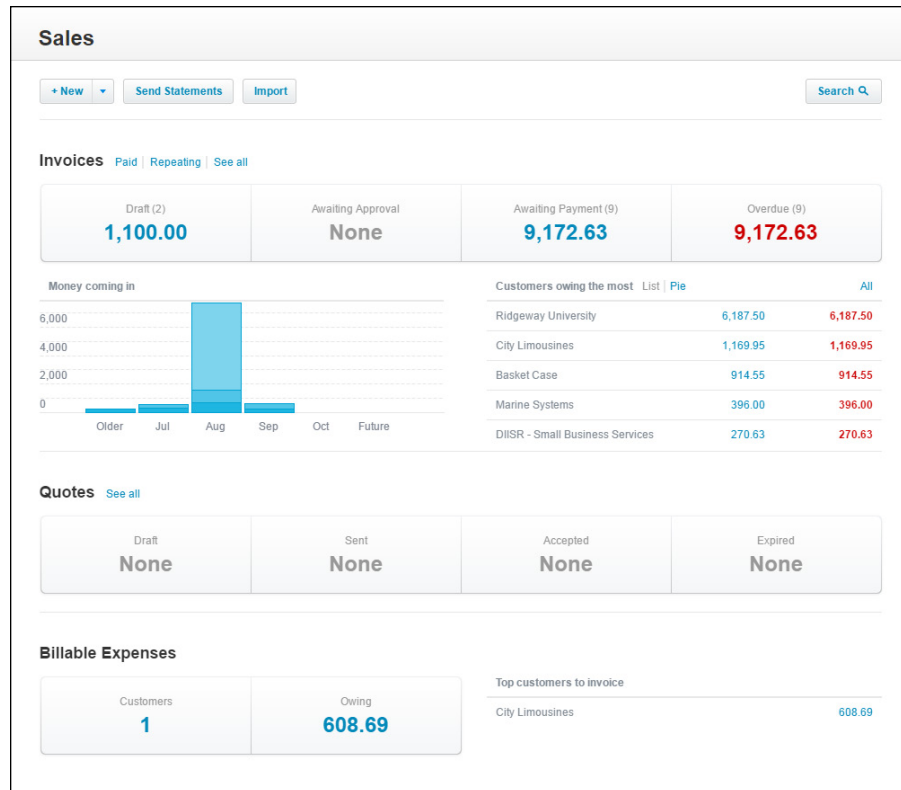 Sales
+ New
Send Statements
Import
Search
Invoices Paid Repeating See all
Draft (2)
1,100.00
Awaiting Approval
None
Awaiting Payment (9)
9,172.63
Overdue (9)
9,172.63
Money coming in
6,000
4,000
2,000
0
Older Jul Aug Sep Oct Future
Customers owing the most List Pie All
Ridgeway University 6,187.50 6,187.50
City Limousines 1,169.95 1,169.95
Basket Case 914.55 914.55
Marine Systems 396.00 396.00
DIISR - Small Business Services 270.63 270.63
Quotes See all
Draft
None
Sent
None
Accepted
None
Expired
None
Billable Expenses
Customers
1
Owing
608.69
Top customers to invoice
City Limousines 608.69